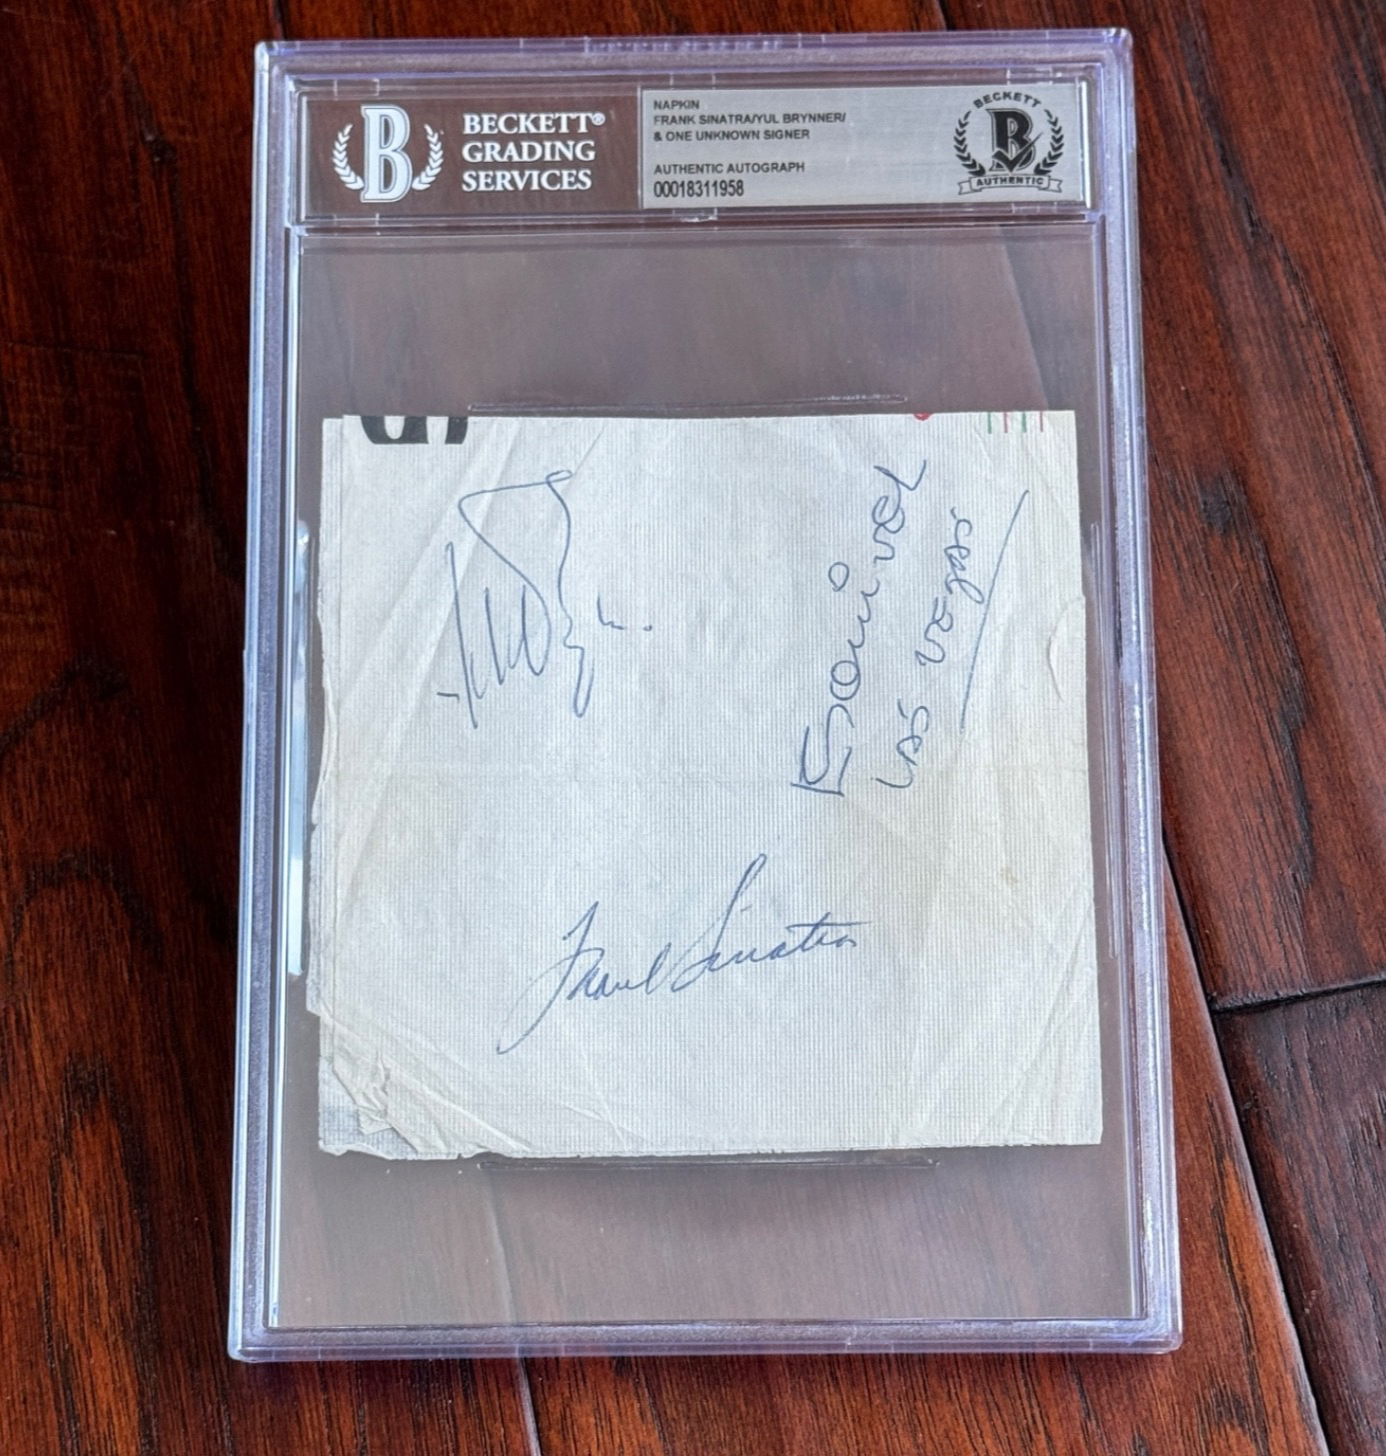 BECKETT®
GRADING
SERVICES
NAPKIN
FRANK SINATRA/YUL BRYNNER/
& ONE UNKNOWN SIGNER
AUTHENTIC AUTOGRAPH
00018311958
BECKETT
B
AUTHENTIC
B
Esquivel
Las Vegas
Frank Sinatra